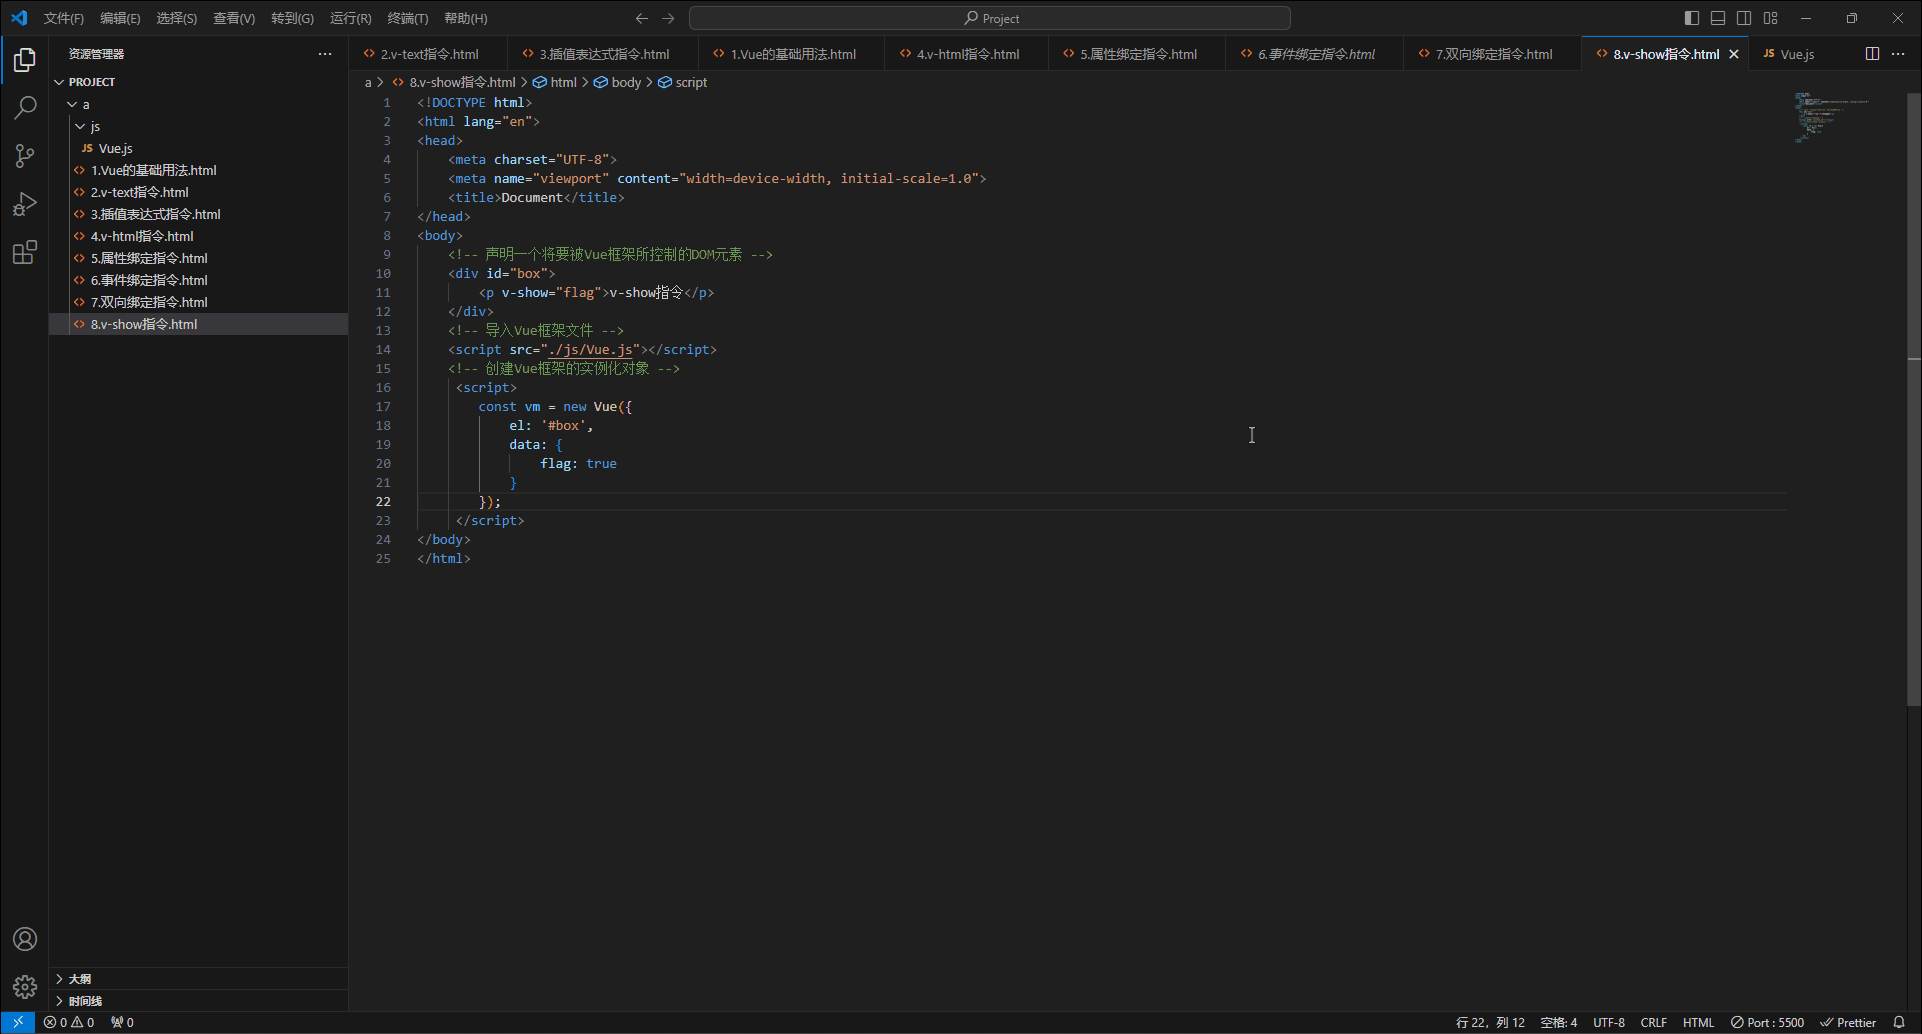 文件(F) 编辑(E) 选择(S) 查看(V) 转到(G) 运行(R) 终端(T) 帮助(H) Project
资源管理器
2.v-text指令.html 3.插值表达式指令.html 1.Vue的基础用法.html 4.v-html指令.html 5.属性绑定指令.html 6.事件绑定指令.html 7.双向绑定指令.html 8.v-show指令.html JS Vue.js
PROJECT
a
js
JS Vue.js
1.Vue的基础用法.html
2.v-text指令.html
3.插值表达式指令.html
4.v-html指令.html
5.属性绑定指令.html
6.事件绑定指令.html
7.双向绑定指令.html
8.v-show指令.html
大纲
时间线
a > 8.v-show指令.html > html > body > script
1 <!DOCTYPE html>
2 <html lang="en">
3 <head>
4     <meta charset="UTF-8">
5     <meta name="viewport" content="width=device-width, initial-scale=1.0">
6     <title>Document</title>
7 </head>
8 <body>
9     <!-- 声明一个将要被Vue框架所控制的DOM元素 -->
10     <div id="box">
11         <p v-show="flag">v-show指令</p>
12     </div>
13     <!-- 导入Vue框架文件 -->
14     <script src="./js/Vue.js"></script>
15     <!-- 创建Vue框架的实例化对象 -->
16      <script>
17         const vm = new Vue({
18             el: '#box',
19             data: {
20                 flag: true
21             }
22         });
23      </script>
24 </body>
25 </html>
0 0 0 行 22，列 12 空格: 4 UTF-8 CRLF HTML Port : 5500 Prettier